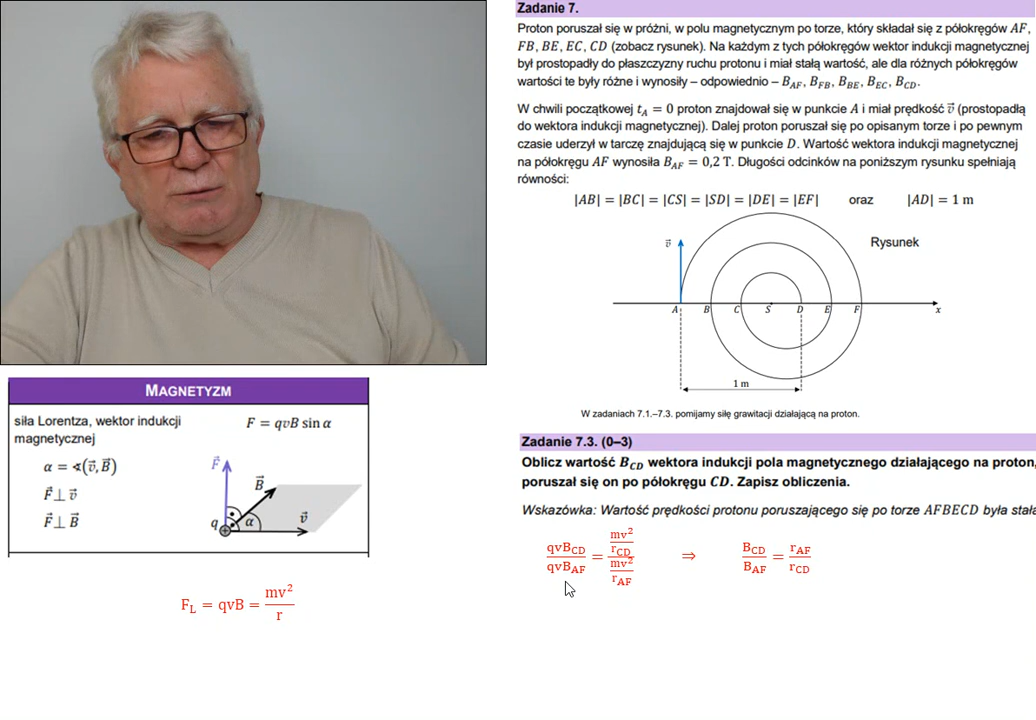 Zadanie 7.
Proton poruszał się w próżni, w polu magnetycznym po torze, który składał się z półokręgów AF,
FB, BE, EC, CD (zobacz rysunek). Na każdym z tych półokręgów wektor indukcji magnetycznej
był prostopadły do płaszczyzny ruchu protonu i miał stałą wartość, ale dla różnych półokręgów
wartości te były różne i wynosiły – odpowiednio – B_AF, B_FB, B_BE, B_EC, B_CD.
W chwili początkowej t_A = 0 proton znajdował się w punkcie A i miał prędkość v⃗ (prostopadłą
do wektora indukcji magnetycznej). Dalej proton poruszał się po opisanym torze i po pewnym
czasie uderzył w tarczę znajdującą się w punkcie D. Wartość wektora indukcji magnetycznej
na półokręgu AF wynosiła B_AF = 0,2 T. Długości odcinków na poniższym rysunku spełniają
równości:
|AB| = |BC| = |CS| = |SD| = |DE| = |EF| oraz |AD| = 1 m
Rysunek
v⃗
A B C S D E F x
1 m
W zadaniach 7.1.–7.3. pomijamy siłę grawitacji działającą na proton.
Zadanie 7.3. (0–3)
Oblicz wartość B_CD wektora indukcji pola magnetycznego działającego na proton,
poruszał się on po półokręgu CD. Zapisz obliczenia.
Wskazówka: Wartość prędkości protonu poruszającego się po torze AFBECD była stała
qvB_CD / qvB_AF = (mv² / r_CD) / (mv² / r_AF) ⇒ B_CD / B_AF = r_AF / r_CD
MAGNETYZM
siła Lorentza, wektor indukcji
magnetycznej
F = qvB sin α
α = ∢(v⃗, B⃗)
F⃗ ⊥ v⃗
F⃗ ⊥ B⃗
F⃗
B⃗
q α v⃗
F_L = qvB = mv² / r